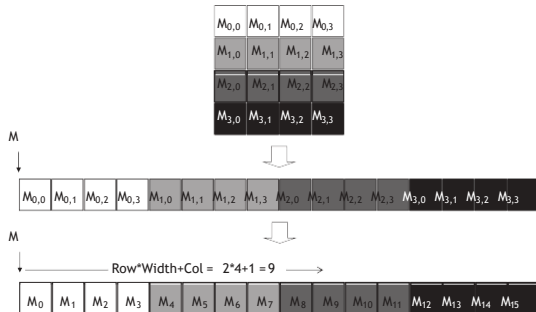 M0,0 M0,1 M0,2 M0,3
M1,0 M1,1 M1,2 M1,3
M2,0 M2,1 M2,2 M2,3
M3,0 M3,1 M3,2 M3,3
M
M0,0 M0,1 M0,2 M0,3 M1,0 M1,1 M1,2 M1,3 M2,0 M2,1 M2,2 M2,3 M3,0 M3,1 M3,2 M3,3
M
Row*Width+Col = 2*4+1 = 9
M0 M1 M2 M3 M4 M5 M6 M7 M8 M9 M10 M11 M12 M13 M14 M15